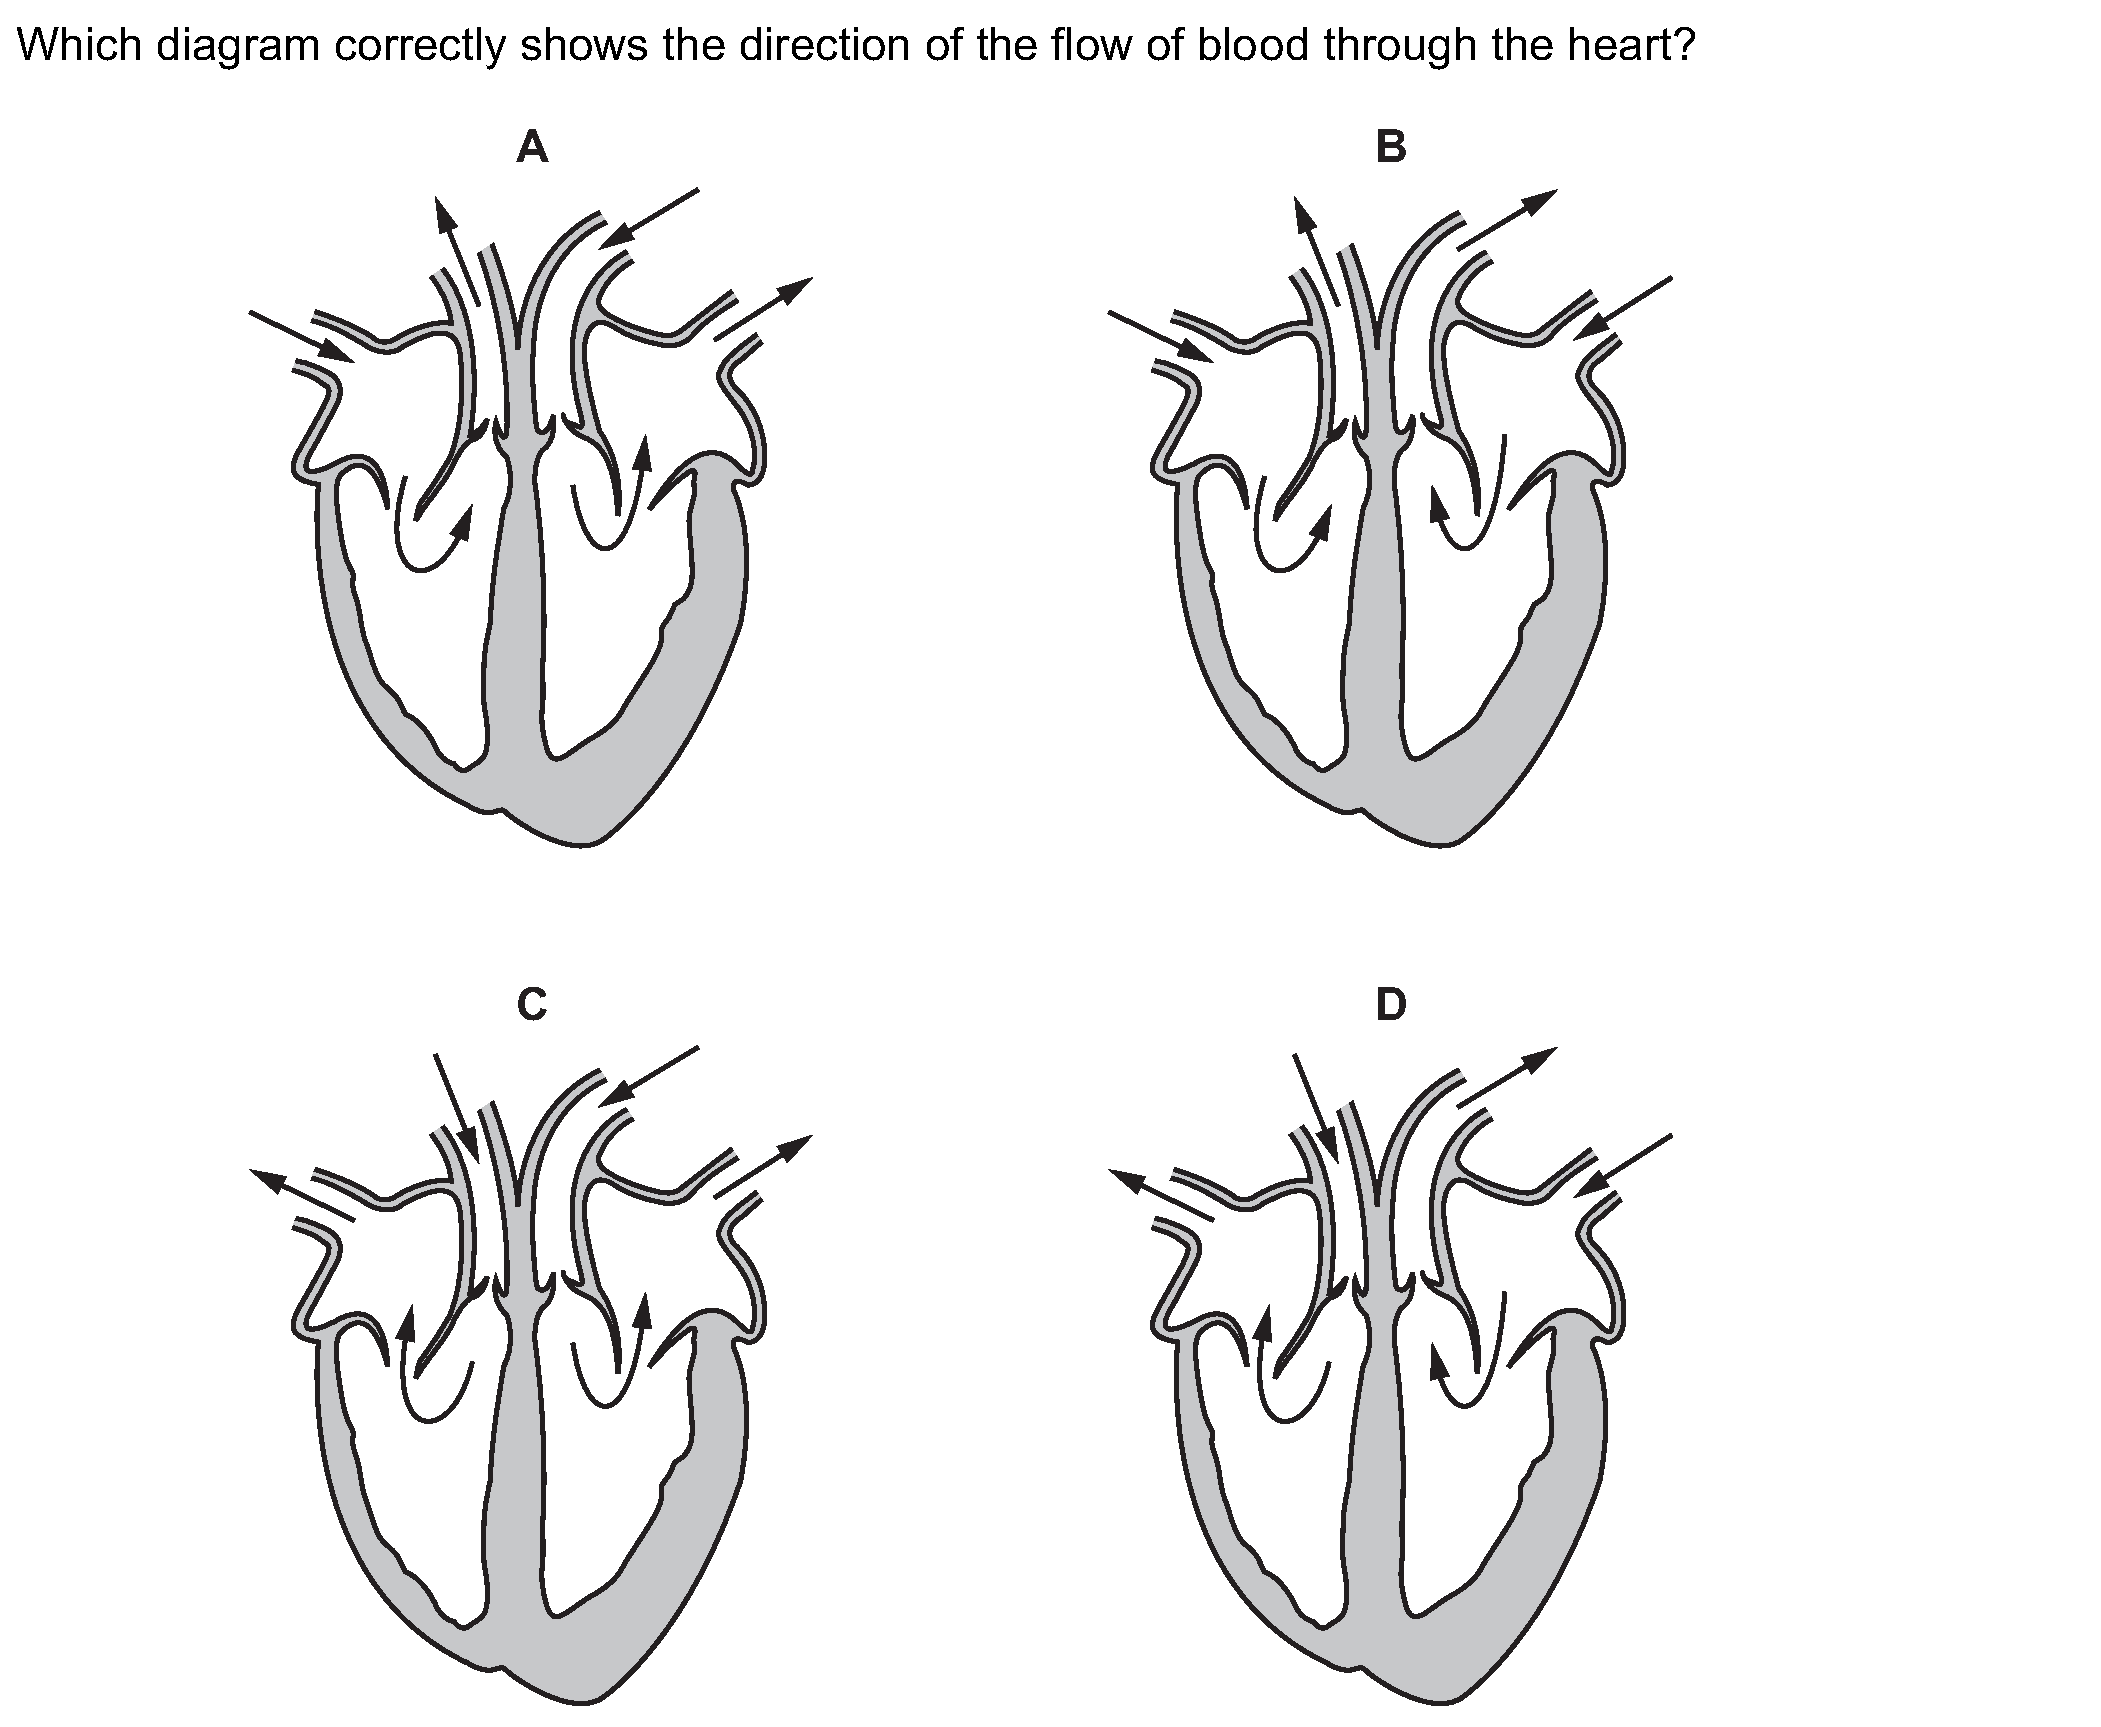 Which diagram correctly shows the direction of the flow of blood through the heart?
A
B
C
D